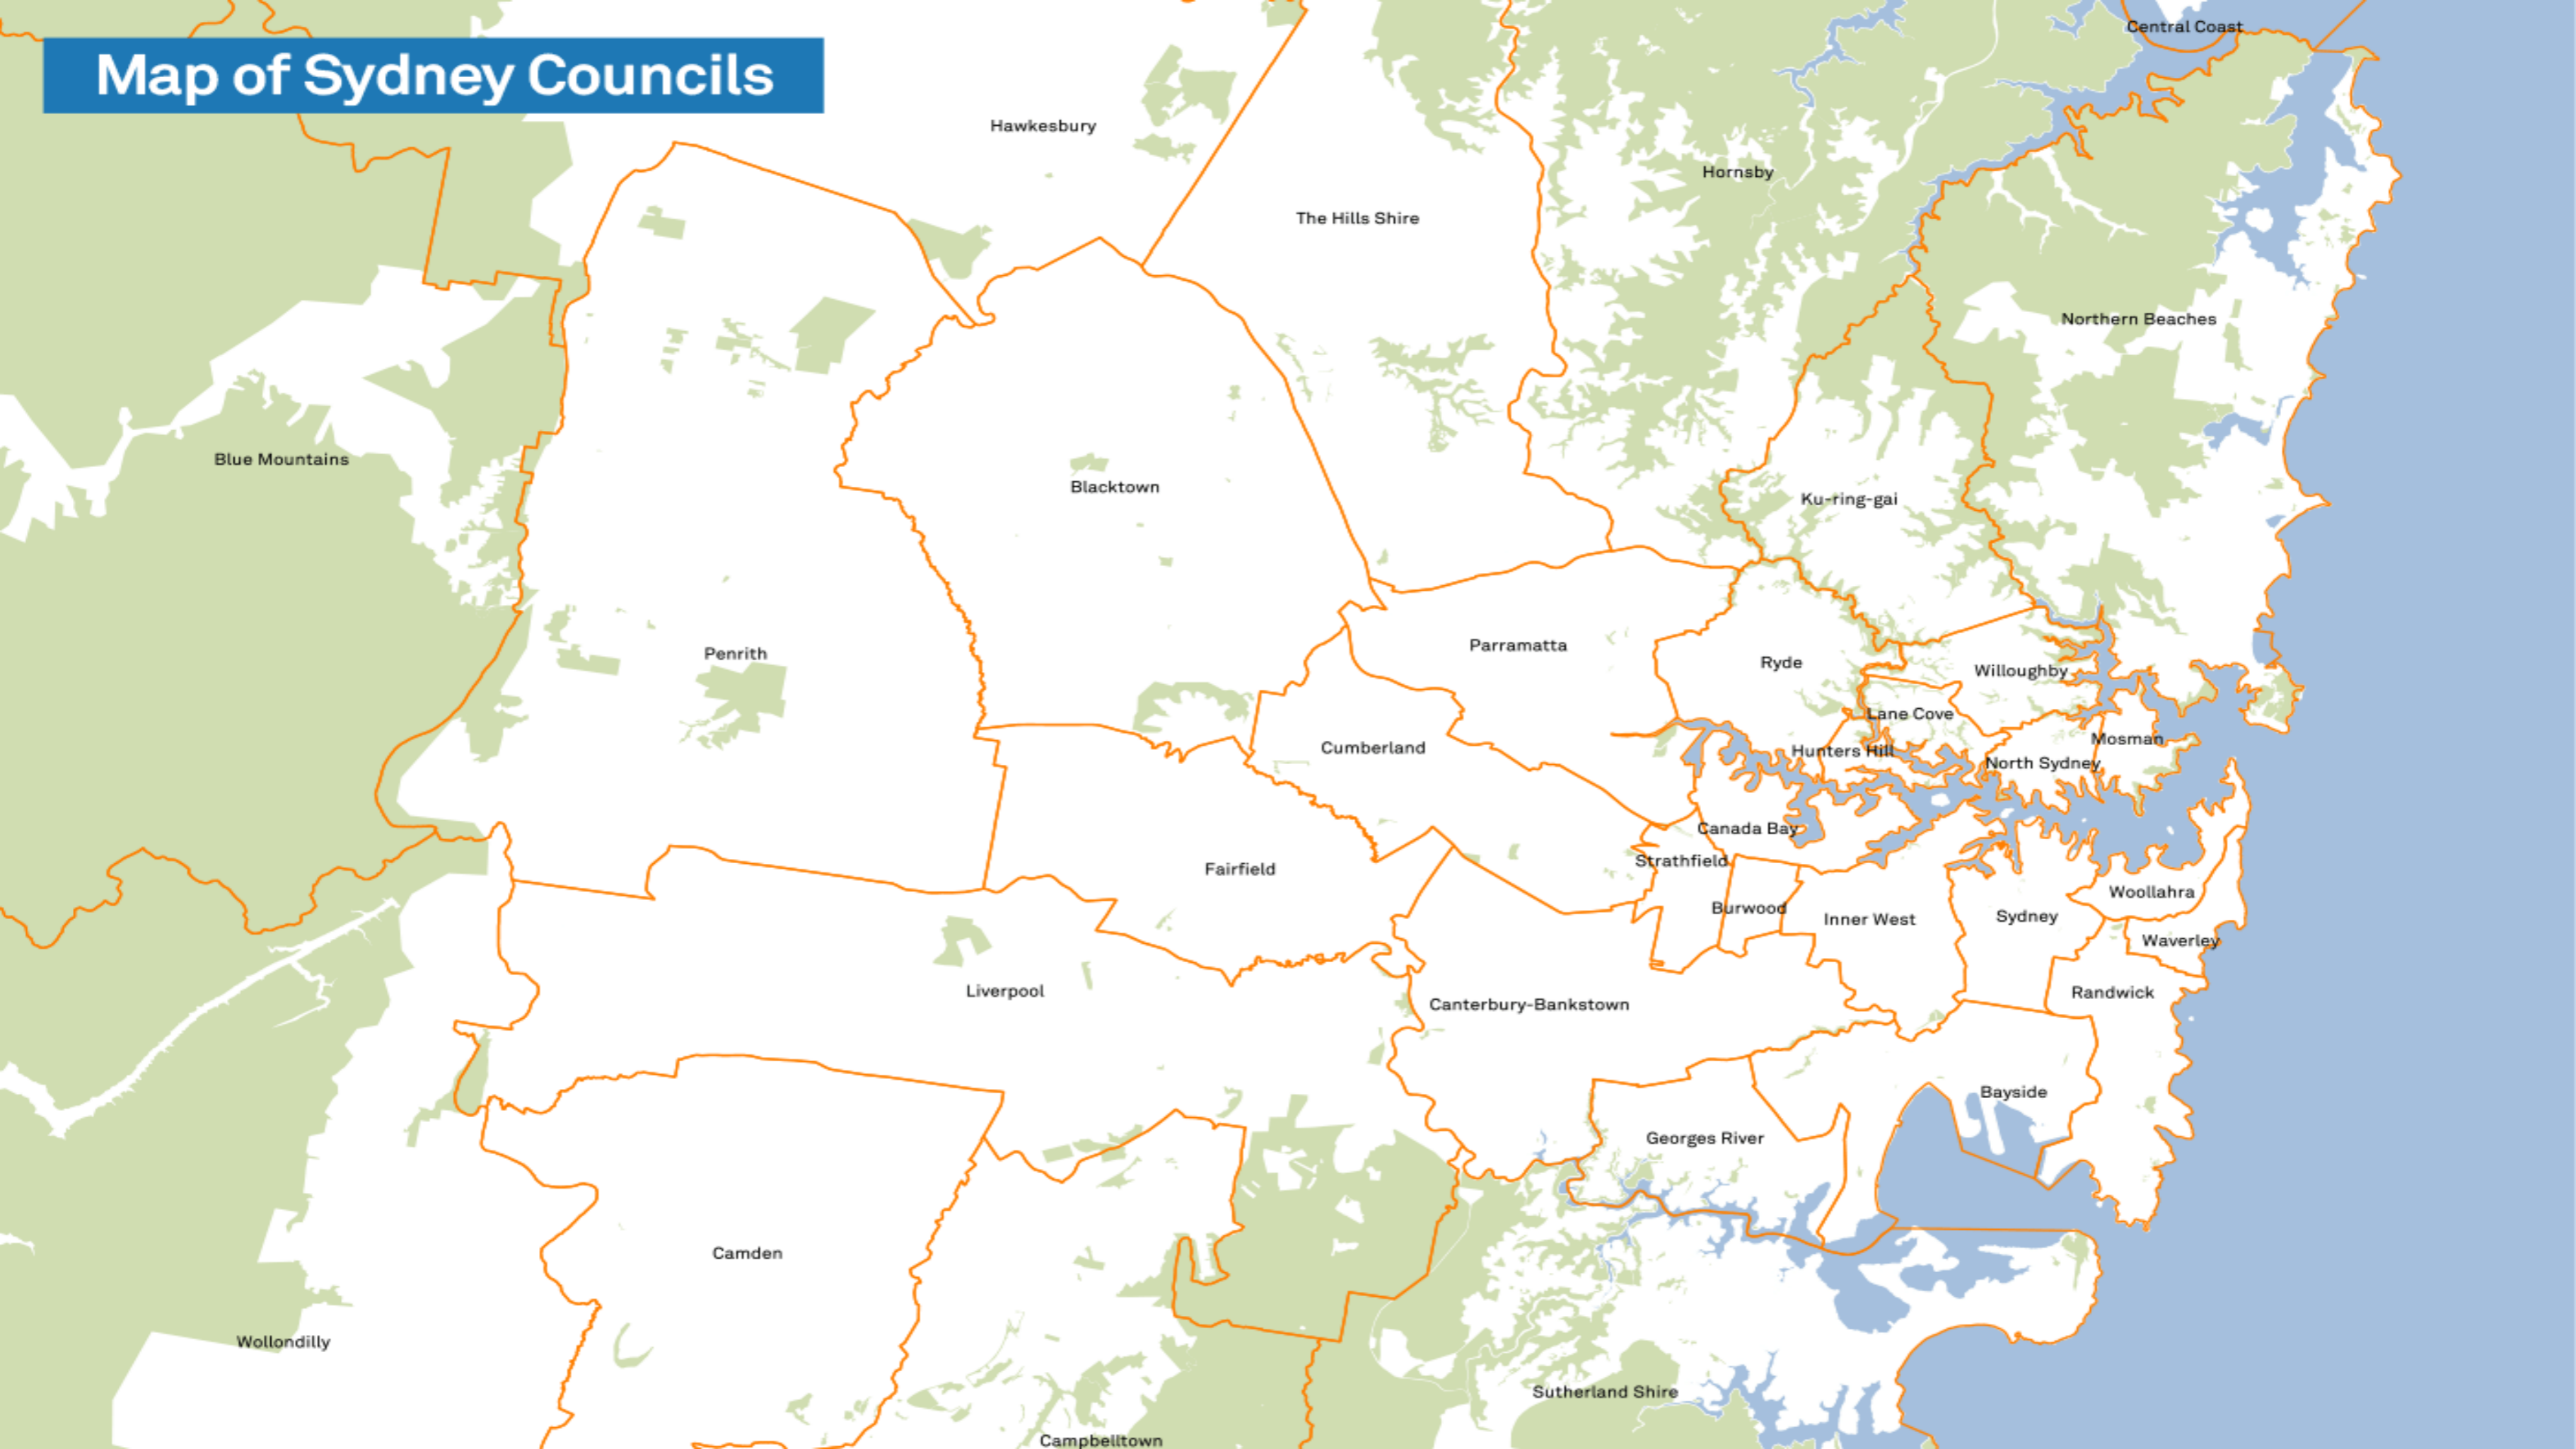 Map of Sydney Councils
Central Coast
Hawkesbury
Hornsby
The Hills Shire
Northern Beaches
Blue Mountains
Blacktown
Ku-ring-gai
Parramatta
Penrith
Ryde
Willoughby
Lane Cove
Mosman
Cumberland
Hunters Hill
North Sydney
Canada Bay
Strathfield
Fairfield
Woollahra
Burwood
Inner West
Sydney
Waverley
Liverpool
Randwick
Canterbury-Bankstown
Bayside
Georges River
Camden
Wollondilly
Sutherland Shire
Campbelltown